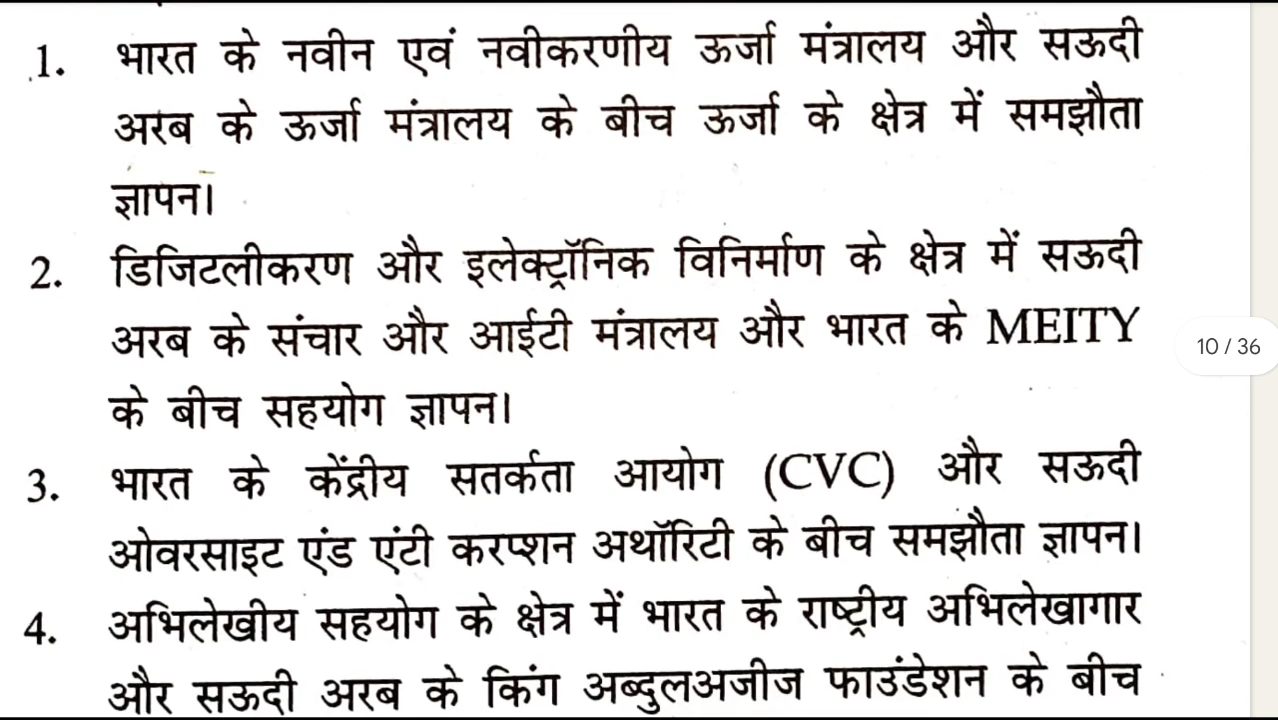 1. भारत के नवीन एवं नवीकरणीय ऊर्जा मंत्रालय और सऊदी
अरब के ऊर्जा मंत्रालय के बीच ऊर्जा के क्षेत्र में समझौता
ज्ञापन।
2. डिजिटलीकरण और इलेक्ट्रॉनिक विनिर्माण के क्षेत्र में सऊदी
अरब के संचार और आईटी मंत्रालय और भारत के MEITY
10 / 36
के बीच सहयोग ज्ञापन।
3. भारत के केंद्रीय सतर्कता आयोग (CVC) और सऊदी
ओवरसाइट एंड एंटी करप्शन अथॉरिटी के बीच समझौता ज्ञापन।
4. अभिलेखीय सहयोग के क्षेत्र में भारत के राष्ट्रीय अभिलेखागार
और सऊदी अरब के किंग अब्दुलअजीज फाउंडेशन के बीच